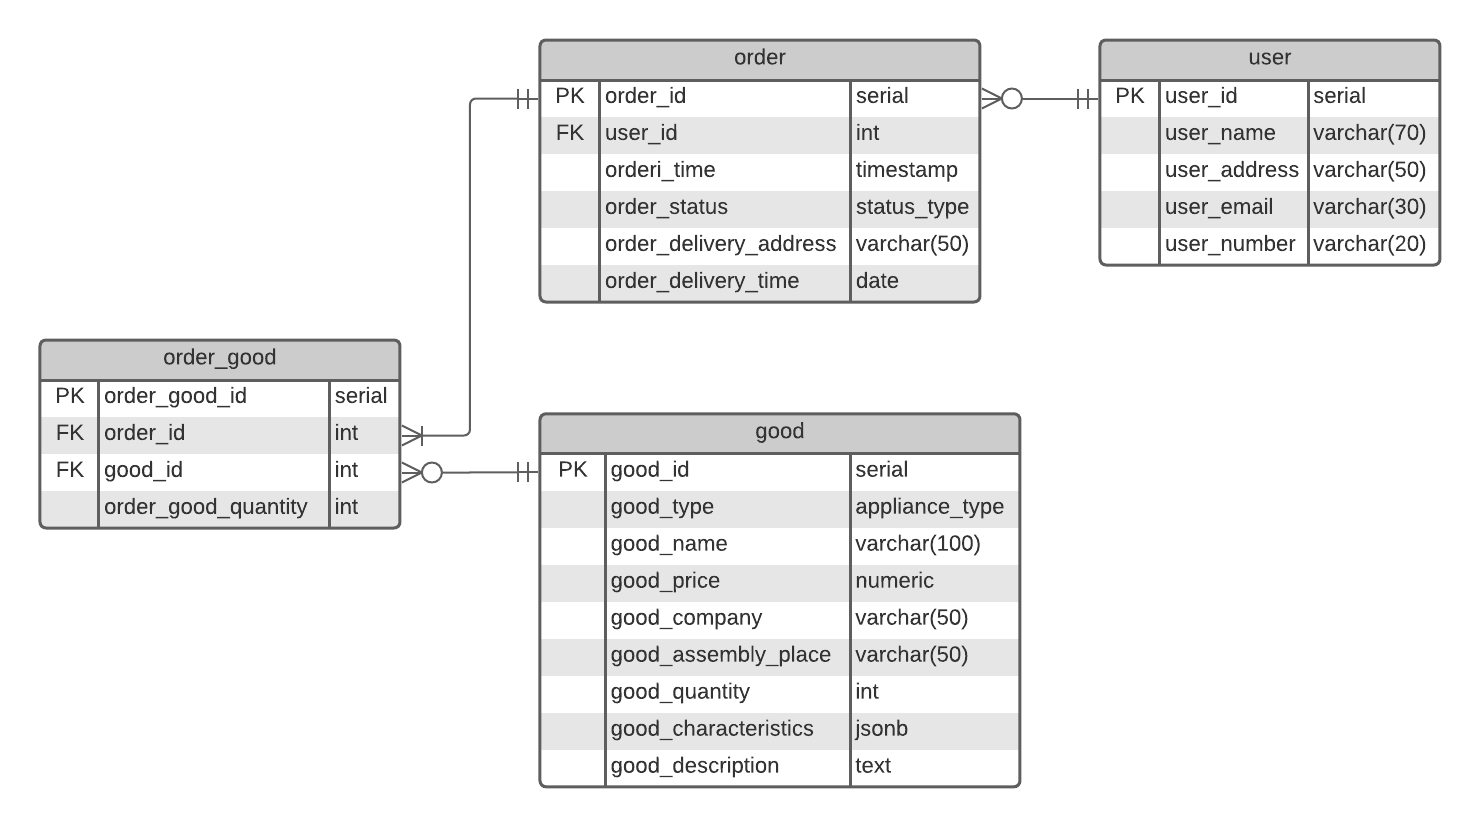 order
PK order_id serial
FK user_id int
orderi_time timestamp
order_status status_type
order_delivery_address varchar(50)
order_delivery_time date
user
PK user_id serial
user_name varchar(70)
user_address varchar(50)
user_email varchar(30)
user_number varchar(20)
order_good
PK order_good_id serial
FK order_id int
FK good_id int
order_good_quantity int
good
PK good_id serial
good_type appliance_type
good_name varchar(100)
good_price numeric
good_company varchar(50)
good_assembly_place varchar(50)
good_quantity int
good_characteristics jsonb
good_description text